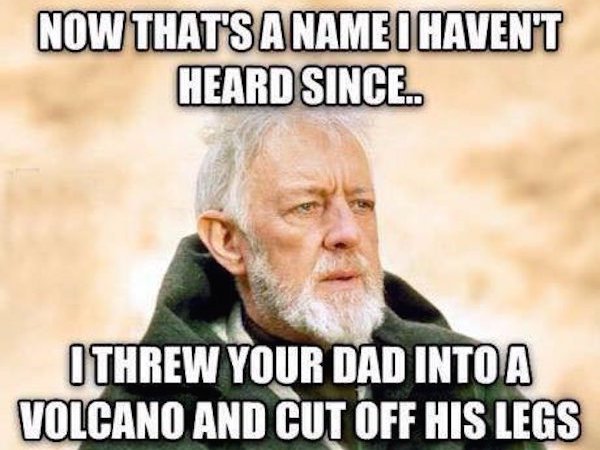 NOW THAT'S A NAME I HAVEN'T
HEARD SINCE..
I THREW YOUR DAD INTO A
VOLCANO AND CUT OFF HIS LEGS